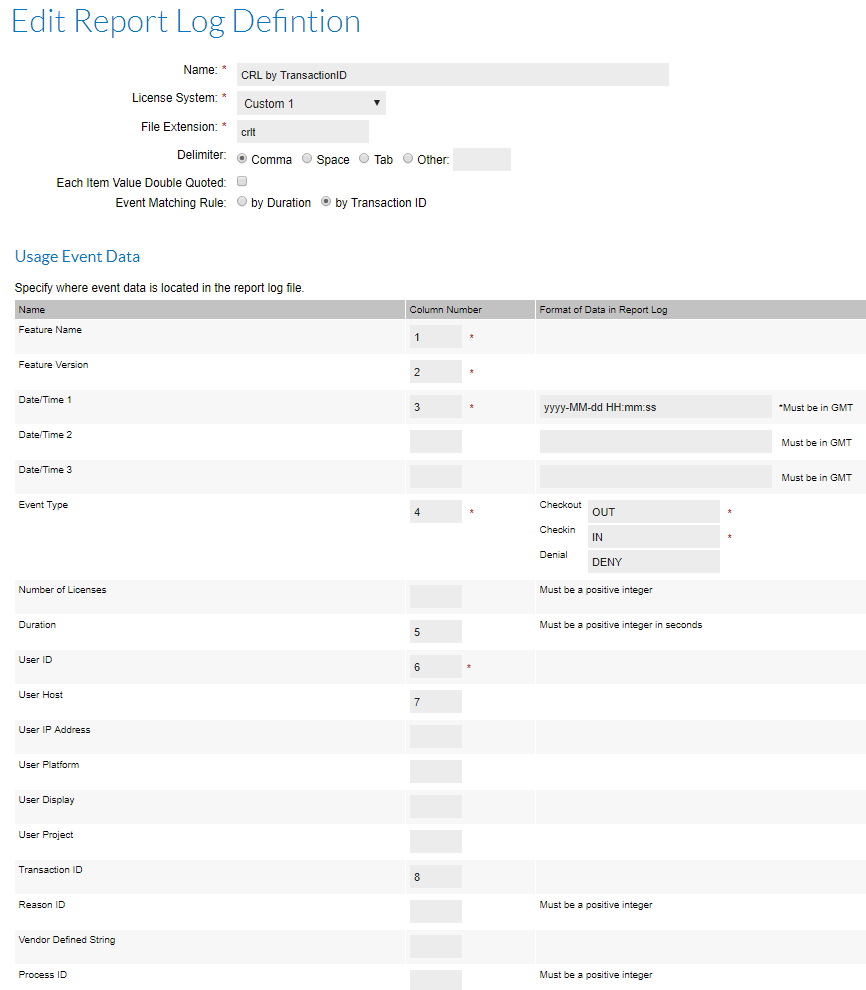 Edit Report Log Defintion
Name: * CRL by TransactionID
License System: * Custom 1 ▼
File Extension: * crlt
Delimiter: Comma Space Tab Other:
Each Item Value Double Quoted:
Event Matching Rule: by Duration by Transaction ID
Usage Event Data
Specify where event data is located in the report log file.
Name Column Number Format of Data in Report Log
Feature Name 1 *
Feature Version 2 *
Date/Time 1 3 * yyyy-MM-dd HH:mm:ss *Must be in GMT
Date/Time 2 Must be in GMT
Date/Time 3 Must be in GMT
Event Type 4 * Checkout OUT *
Checkin IN *
Denial DENY
Number of Licenses Must be a positive integer
Duration 5 Must be a positive integer in seconds
User ID 6 *
User Host 7
User IP Address
User Platform
User Display
User Project
Transaction ID 8
Reason ID Must be a positive integer
Vendor Defined String
Process ID Must be a positive integer